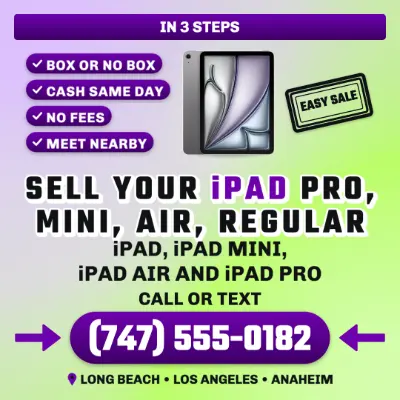 IN 3 STEPS
✓ BOX OR NO BOX
✓ CASH SAME DAY
✓ NO FEES
✓ MEET NEARBY
EASY SALE
SELL YOUR iPAD PRO,
MINI, AIR, REGULAR
iPAD, iPAD MINI,
iPAD AIR AND iPAD PRO
CALL OR TEXT
(747) 555-0182
LONG BEACH • LOS ANGELES • ANAHEIM